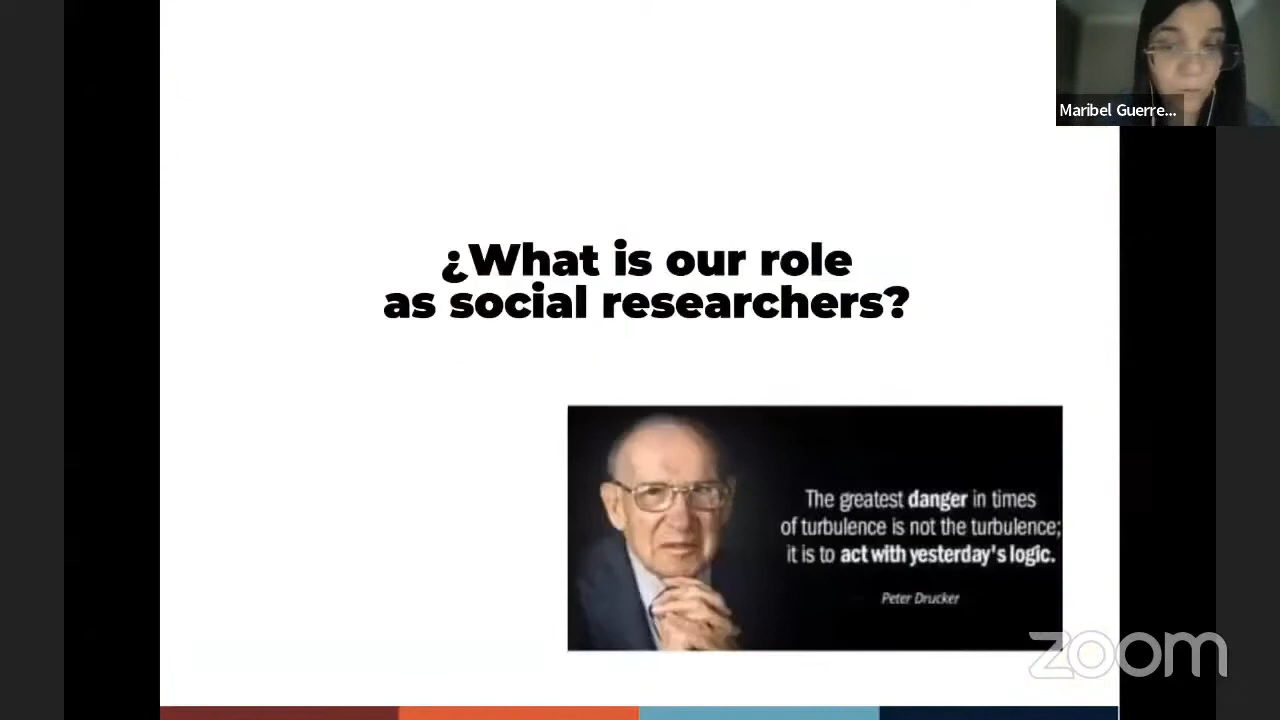 Maribel Guerre...
¿What is our role
as social researchers?
The greatest danger in times
of turbulence is not the turbulence;
it is to act with yesterday's logic.
Peter Drucker
zoom